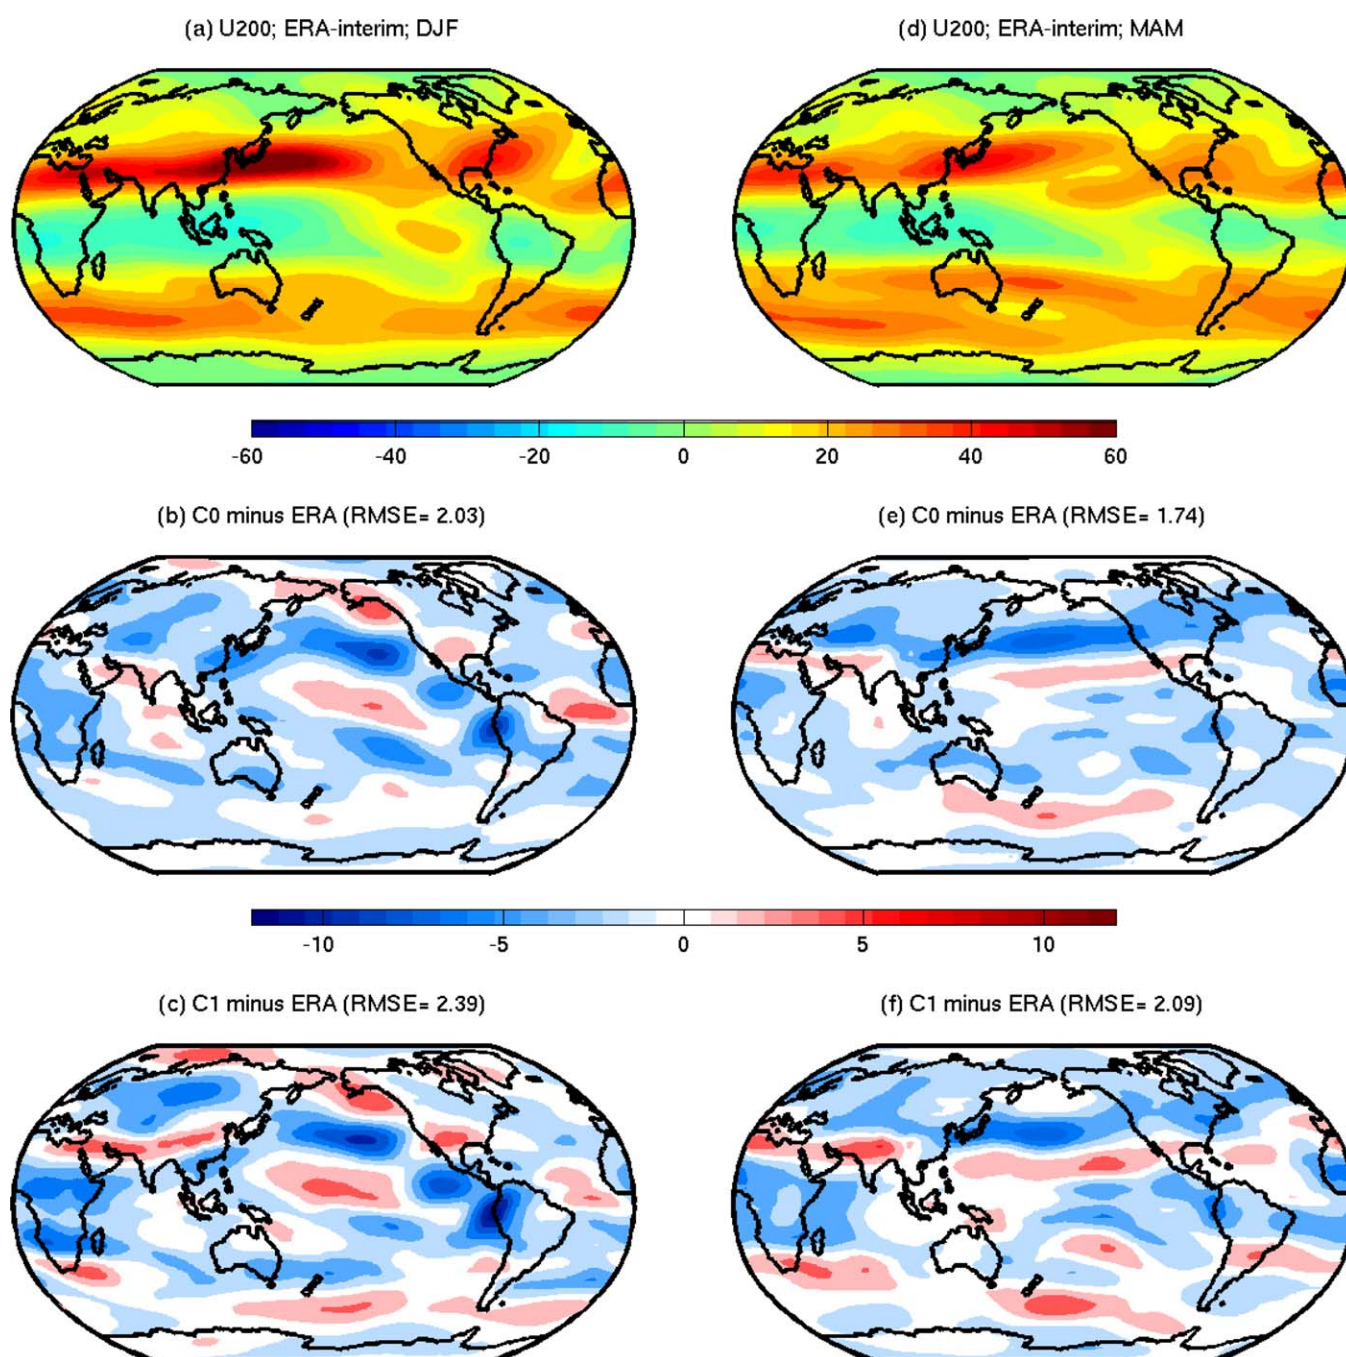 (a) U200; ERA-interim; DJF
(d) U200; ERA-interim; MAM
-60 -40 -20 0 20 40 60
(b) C0 minus ERA (RMSE= 2.03)
(e) C0 minus ERA (RMSE= 1.74)
-10 -5 0 5 10
(c) C1 minus ERA (RMSE= 2.39)
(f) C1 minus ERA (RMSE= 2.09)